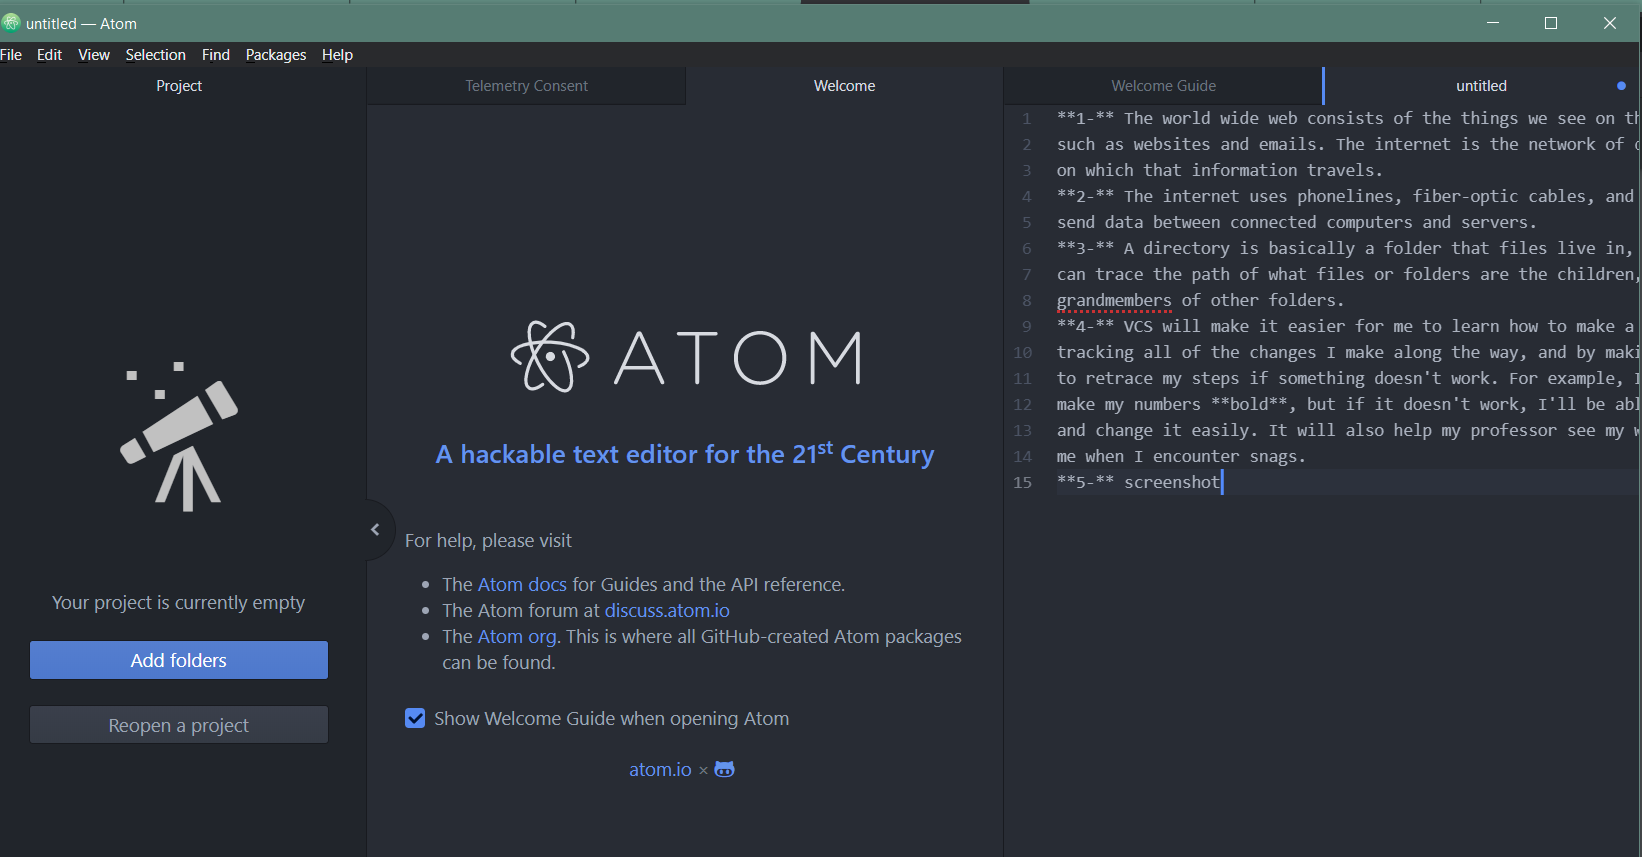 untitled — Atom
File Edit View Selection Find Packages Help
Project
Telemetry Consent
Welcome
Welcome Guide
untitled
Your project is currently empty
Add folders
Reopen a project
ATOM
A hackable text editor for the 21st Century
For help, please visit
The Atom docs for Guides and the API reference.
The Atom forum at discuss.atom.io
The Atom org. This is where all GitHub-created Atom packages
can be found.
Show Welcome Guide when opening Atom
atom.io ×
1 **1-** The world wide web consists of the things we see on
2 such as websites and emails. The internet is the network of
3 on which that information travels.
4 **2-** The internet uses phonelines, fiber-optic cables, and
5 send data between connected computers and servers.
6 **3-** A directory is basically a folder that files live in,
7 can trace the path of what files or folders are the children,
8 grandmembers of other folders.
9 **4-** VCS will make it easier for me to learn how to make a
10 tracking all of the changes I make along the way, and by
11 to retrace my steps if something doesn't work. For example,
12 make my numbers **bold**, but if it doesn't work, I'll be
13 and change it easily. It will also help my professor see my
14 me when I encounter snags.
15 **5-** screenshot